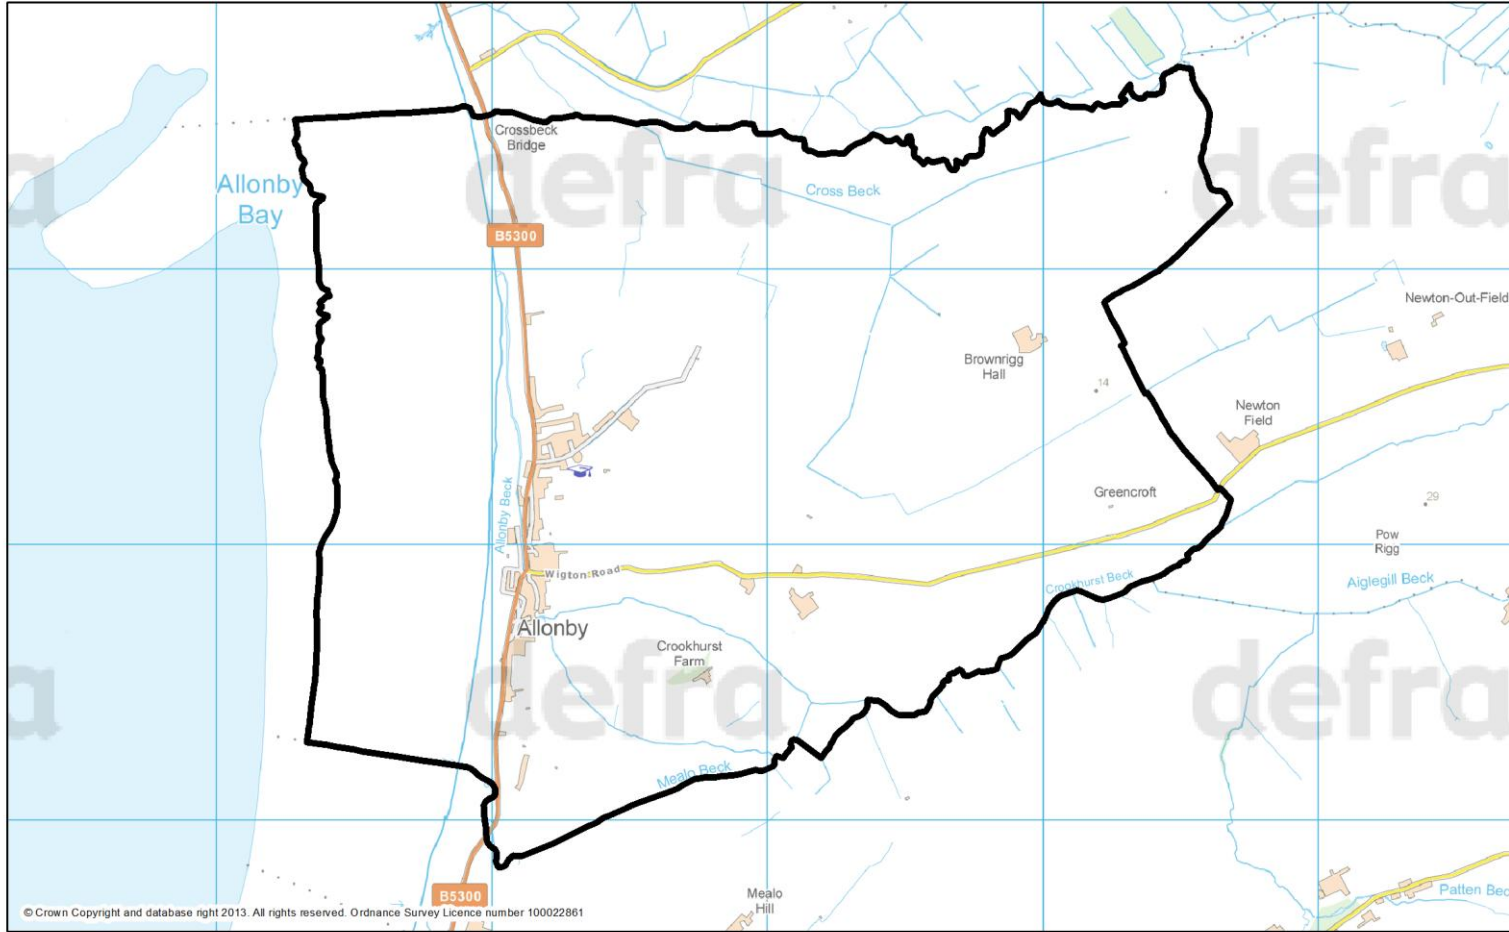 Crossbeck
Bridge
defra
defra
a
Allonby
Bay
Cross Beck
B5300
Newton-Out-Field
Brownrigg
Hall
14
Newton
Field
Allonby Beck
Greencroft
29
Pow
Rigg
Wigton Road
Crookhurst Beck
Aiglegill Beck
Allonby
Crookhurst
Farm
a
defra
defra
Mealo Beck
B5300
Mealo
Hill
Patten Bec
© Crown Copyright and database right 2013. All rights reserved. Ordnance Survey Licence number 100022861